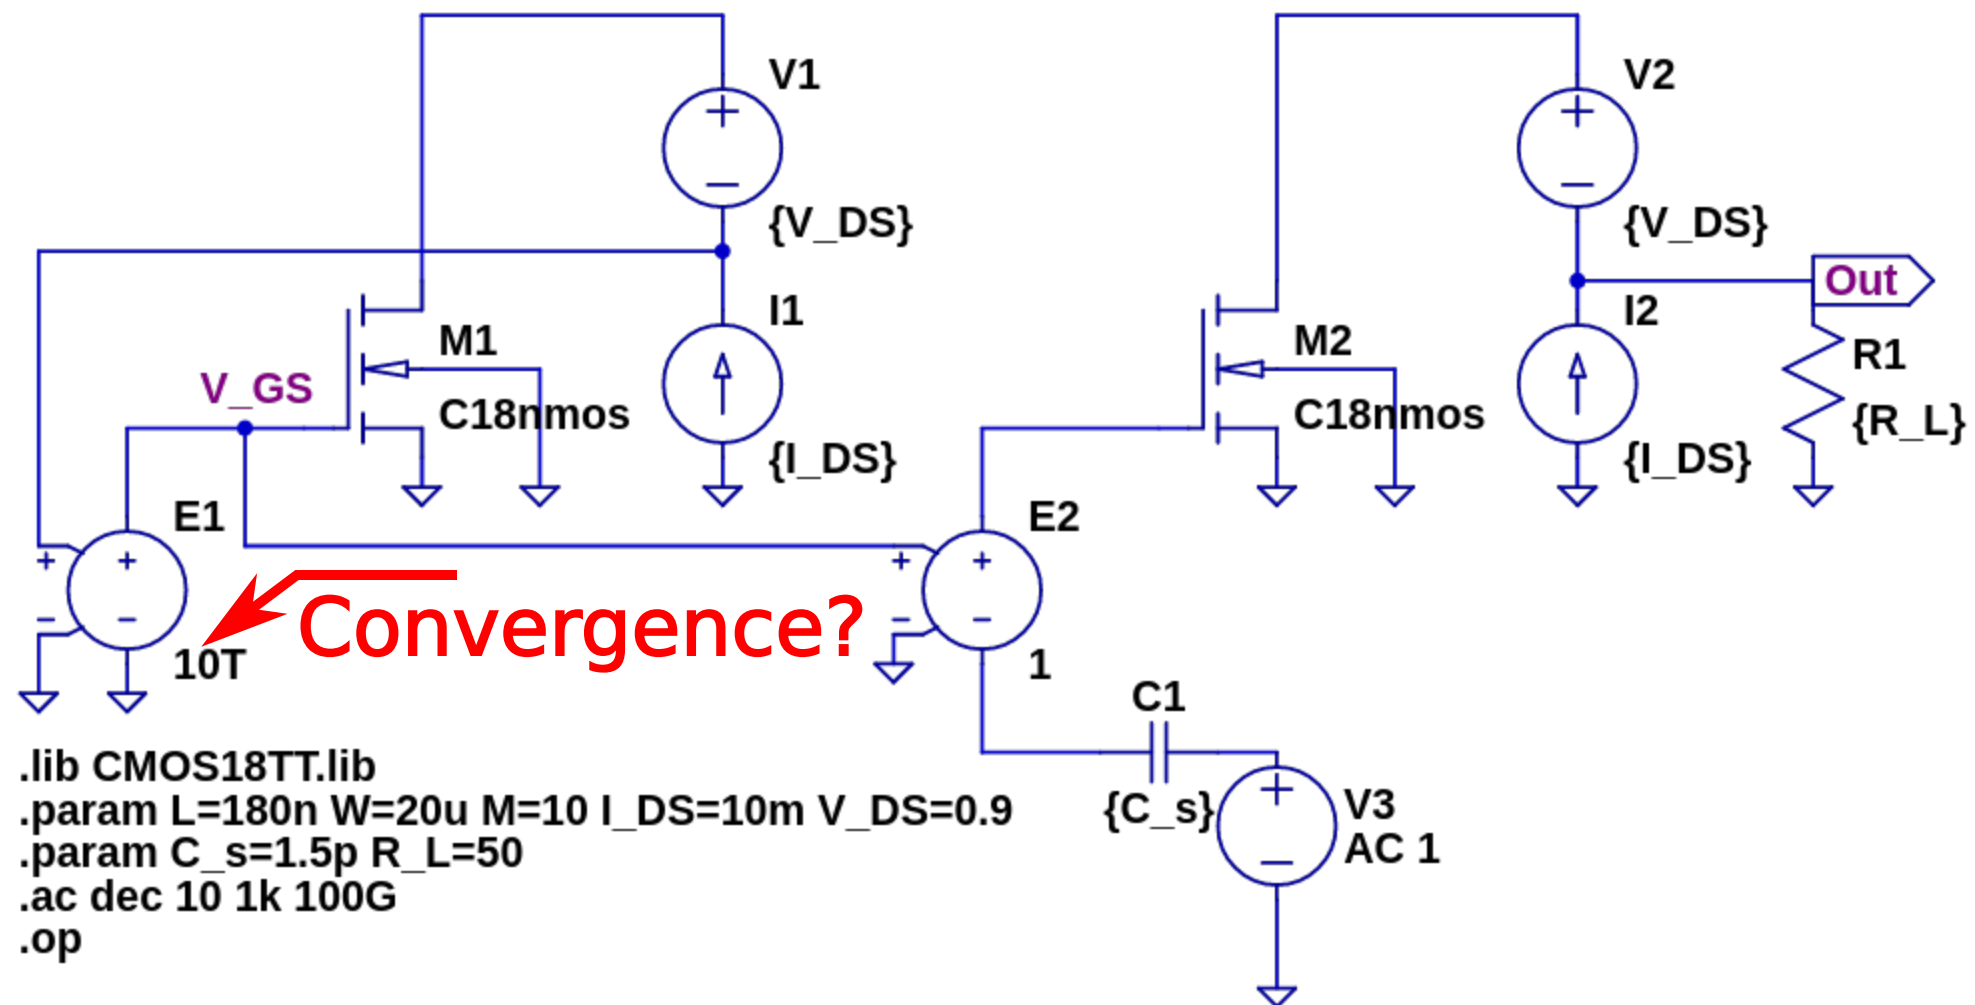 V1
V2
{V_DS}
{V_DS}
Out
I1
I2
M1
M2
R1
V_GS
C18nmos
C18nmos
{R_L}
{I_DS}
{I_DS}
E1
E2
+
+
+
+
Convergence?
10T
1
C1
.lib CMOS18TT.lib
{C_s}
V3
.param L=180n W=20u M=10 I_DS=10m V_DS=0.9
AC 1
.param C_s=1.5p R_L=50
.ac dec 10 1k 100G
.op